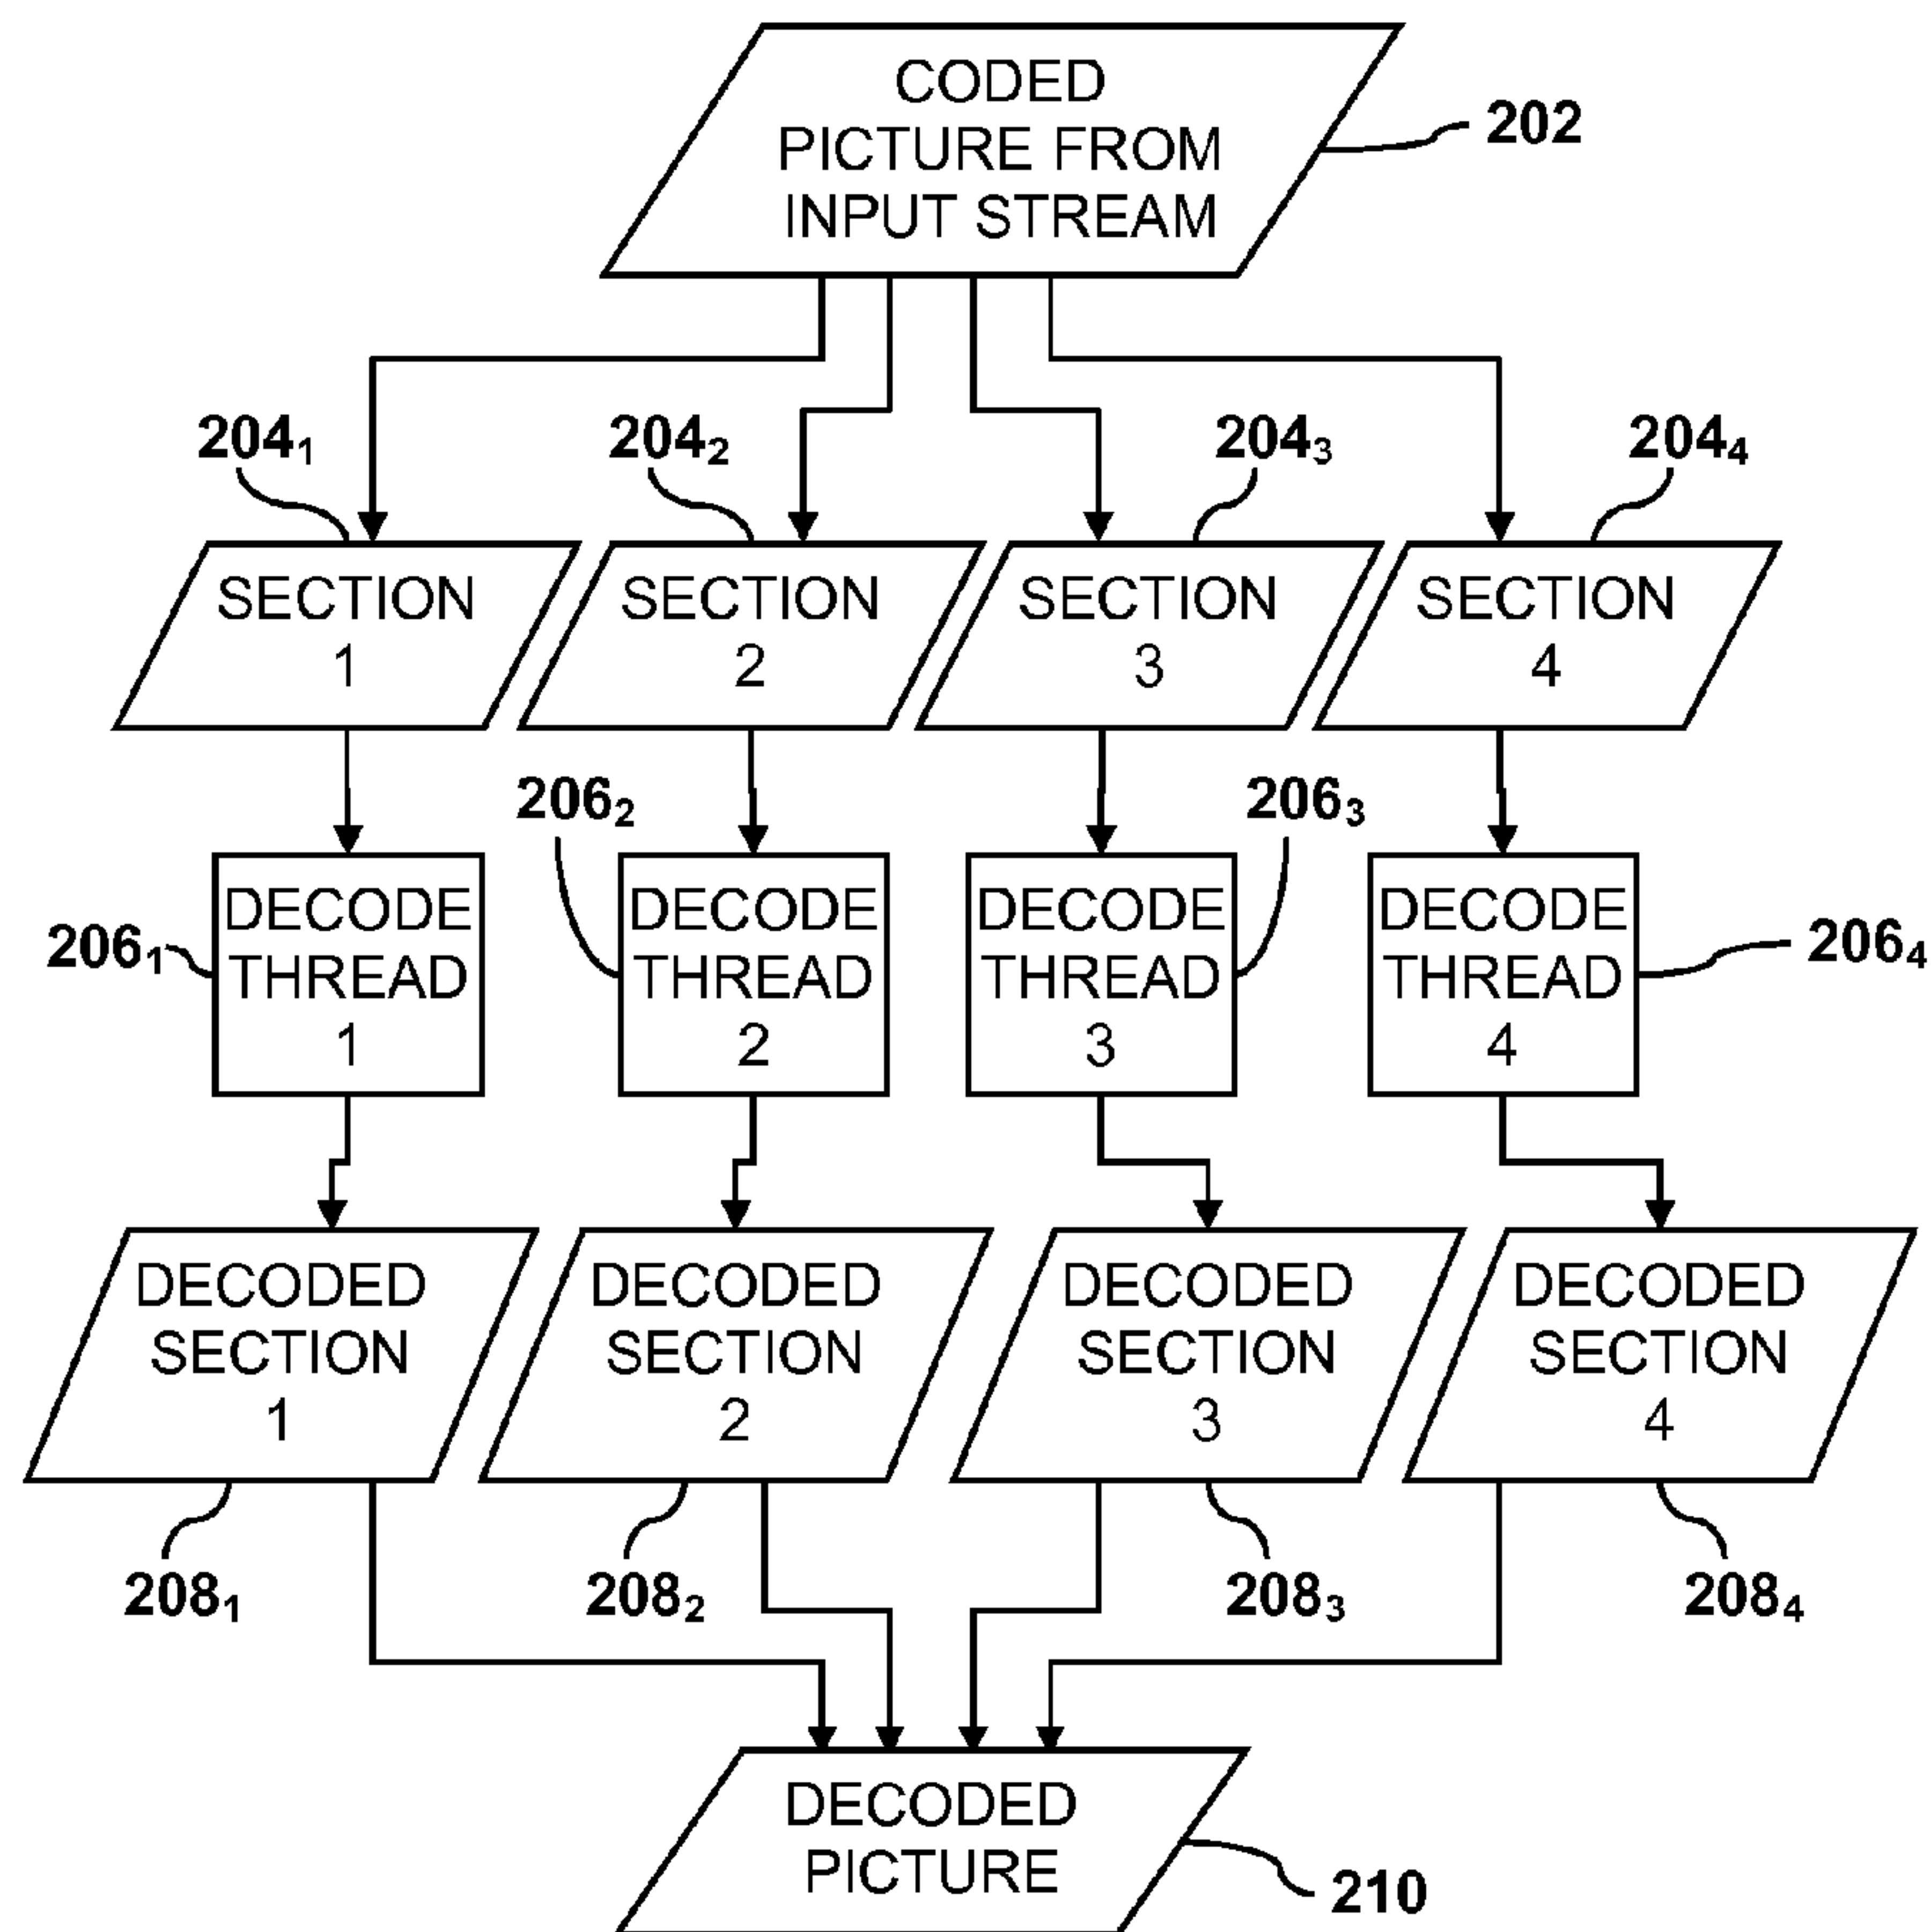 CODED
PICTURE FROM
INPUT STREAM
202
204₁
204₂
204₃
204₄
SECTION
1
SECTION
2
SECTION
3
SECTION
4
206₂
206₃
206₁
DECODE
THREAD
1
DECODE
THREAD
2
DECODE
THREAD
3
DECODE
THREAD
4
206₄
DECODED
SECTION
1
DECODED
SECTION
2
DECODED
SECTION
3
DECODED
SECTION
4
208₁
208₂
208₃
208₄
DECODED
PICTURE
210